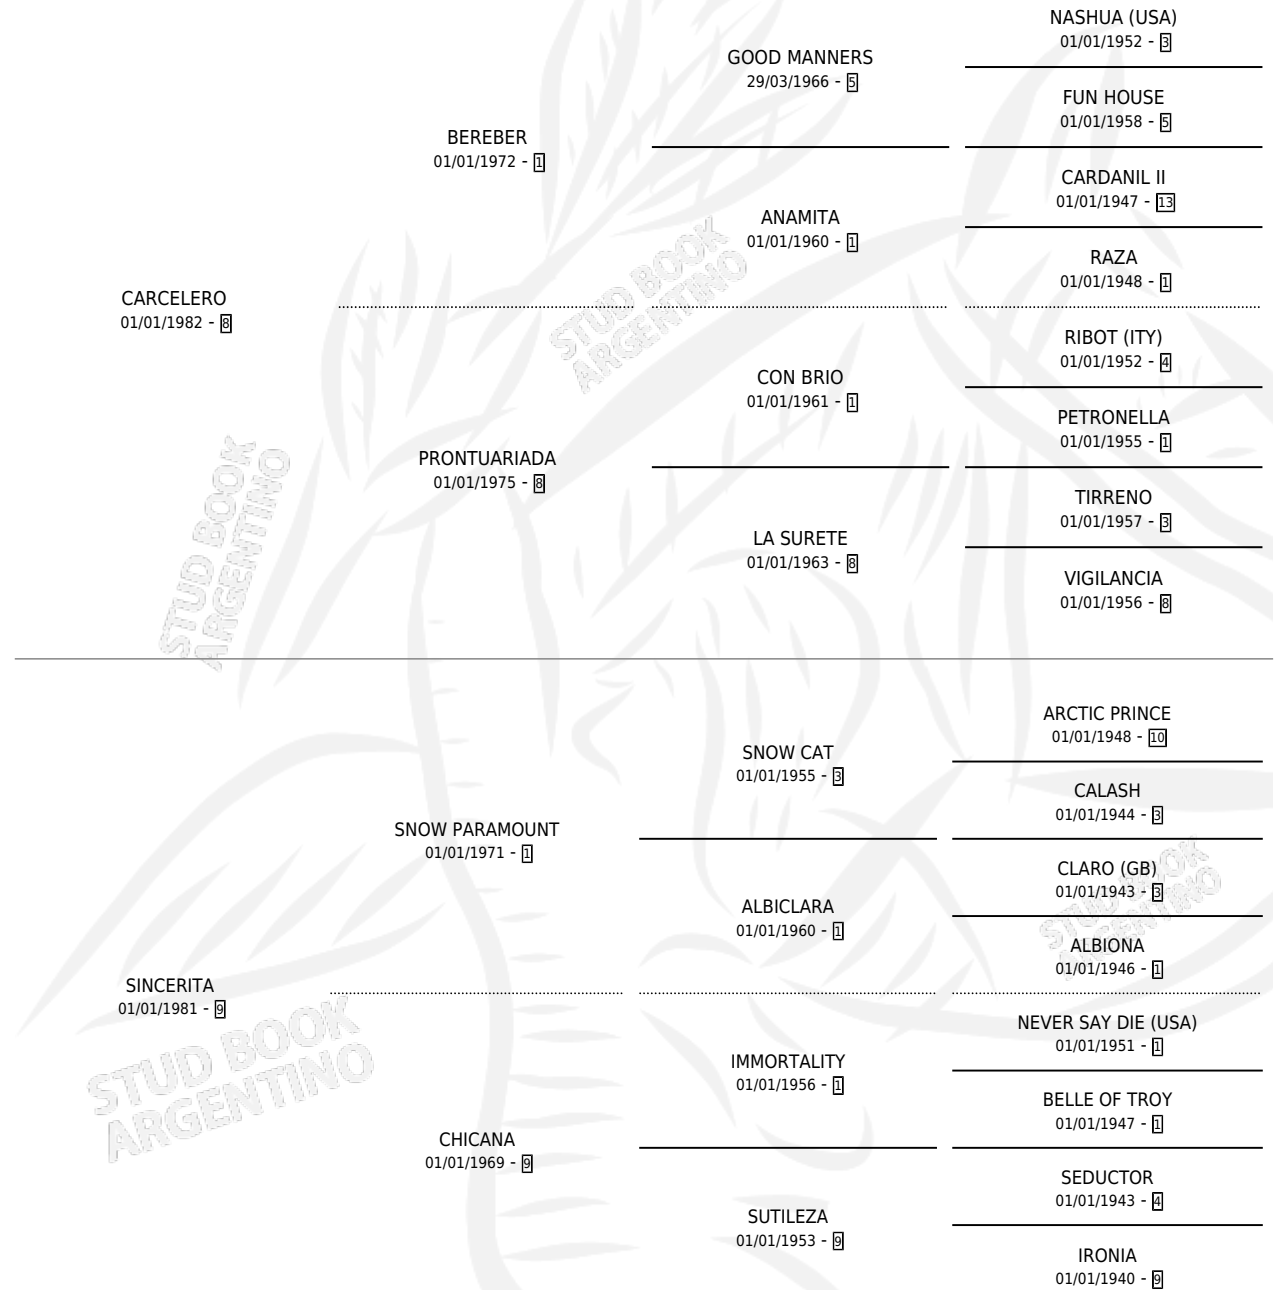 NASHUA (USA)
01/01/1952 - 3
GOOD MANNERS
29/03/1966 - 5
FUN HOUSE
01/01/1958 - 5
BEREBER
01/01/1972 - 1
CARDANIL II
01/01/1947 - 13
ANAMITA
01/01/1960 - 1
RAZA
01/01/1948 - 1
CARCELERO
01/01/1982 - 8
RIBOT (ITY)
01/01/1952 - 4
CON BRIO
01/01/1961 - 1
PETRONELLA
01/01/1955 - 1
PRONTUARIADA
01/01/1975 - 8
TIRRENO
01/01/1957 - 3
LA SURETE
01/01/1963 - 8
VIGILANCIA
01/01/1956 - 8
ARCTIC PRINCE
01/01/1948 - 10
SNOW CAT
01/01/1955 - 3
CALASH
01/01/1944 - 3
SNOW PARAMOUNT
01/01/1971 - 1
CLARO (GB)
01/01/1943 - 3
ALBICLARA
01/01/1960 - 1
ALBIONA
01/01/1946 - 1
SINCERITA
01/01/1981 - 9
NEVER SAY DIE (USA)
01/01/1951 - 1
IMMORTALITY
01/01/1956 - 1
BELLE OF TROY
01/01/1947 - 1
CHICANA
01/01/1969 - 9
SEDUCTOR
01/01/1943 - 4
SUTILEZA
01/01/1953 - 9
IRONIA
01/01/1940 - 9
STUD BOOK
ARGENTINO
STUD BOOK
ARGENTINO
STUD BOOK
ARGENTINO
STUD BOOK
ARGENTINO